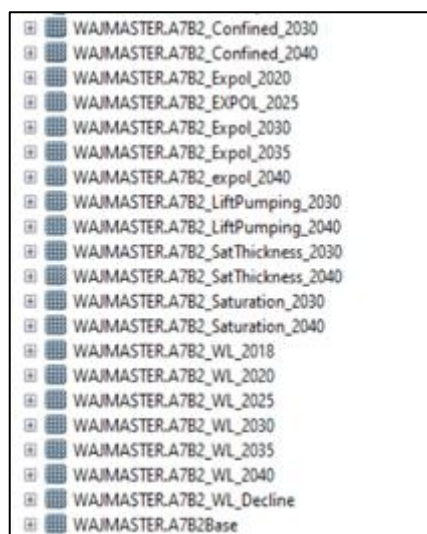 WAJMASTER.A7B2_Confined_2030
WAJMASTER.A7B2_Confined_2040
WAJMASTER.A7B2_Expol_2020
WAJMASTER.A7B2_EXPOL_2025
WAJMASTER.A7B2_Expol_2030
WAJMASTER.A7B2_Expol_2035
WAJMASTER.A7B2_expol_2040
WAJMASTER.A7B2_LiftPumping_2030
WAJMASTER.A7B2_LiftPumping_2040
WAJMASTER.A7B2_SatThickness_2030
WAJMASTER.A7B2_SatThickness_2040
WAJMASTER.A7B2_Saturation_2030
WAJMASTER.A7B2_Saturation_2040
WAJMASTER.A7B2_WL_2018
WAJMASTER.A7B2_WL_2020
WAJMASTER.A7B2_WL_2025
WAJMASTER.A7B2_WL_2030
WAJMASTER.A7B2_WL_2035
WAJMASTER.A7B2_WL_2040
WAJMASTER.A7B2_WL_Decline
WAJMASTER.A7B2Base